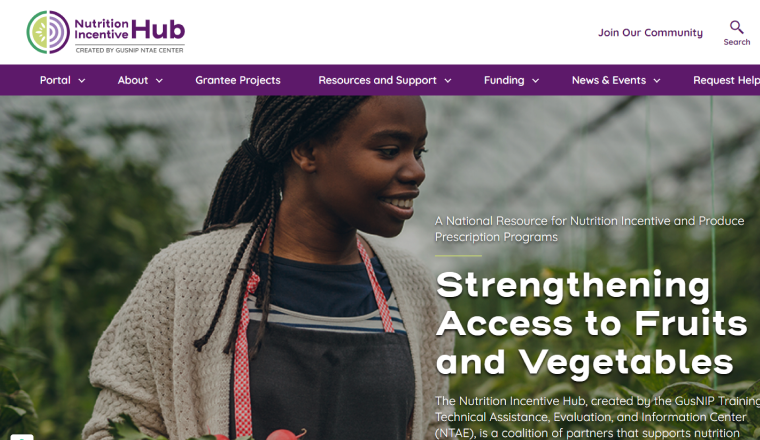 Nutrition
Incentive Hub
CREATED BY GUSNIP NTAE CENTER
Join Our Community
Search
Portal
About
Grantee Projects
Resources and Support
Funding
News & Events
Request Help
A National Resource for Nutrition Incentive and Produce
Prescription Programs
Strengthening
Access to Fruits
and Vegetables
The Nutrition Incentive Hub, created by the GusNIP Training
Technical Assistance, Evaluation, and Information Center
(NTAE), is a coalition of partners that supports nutrition